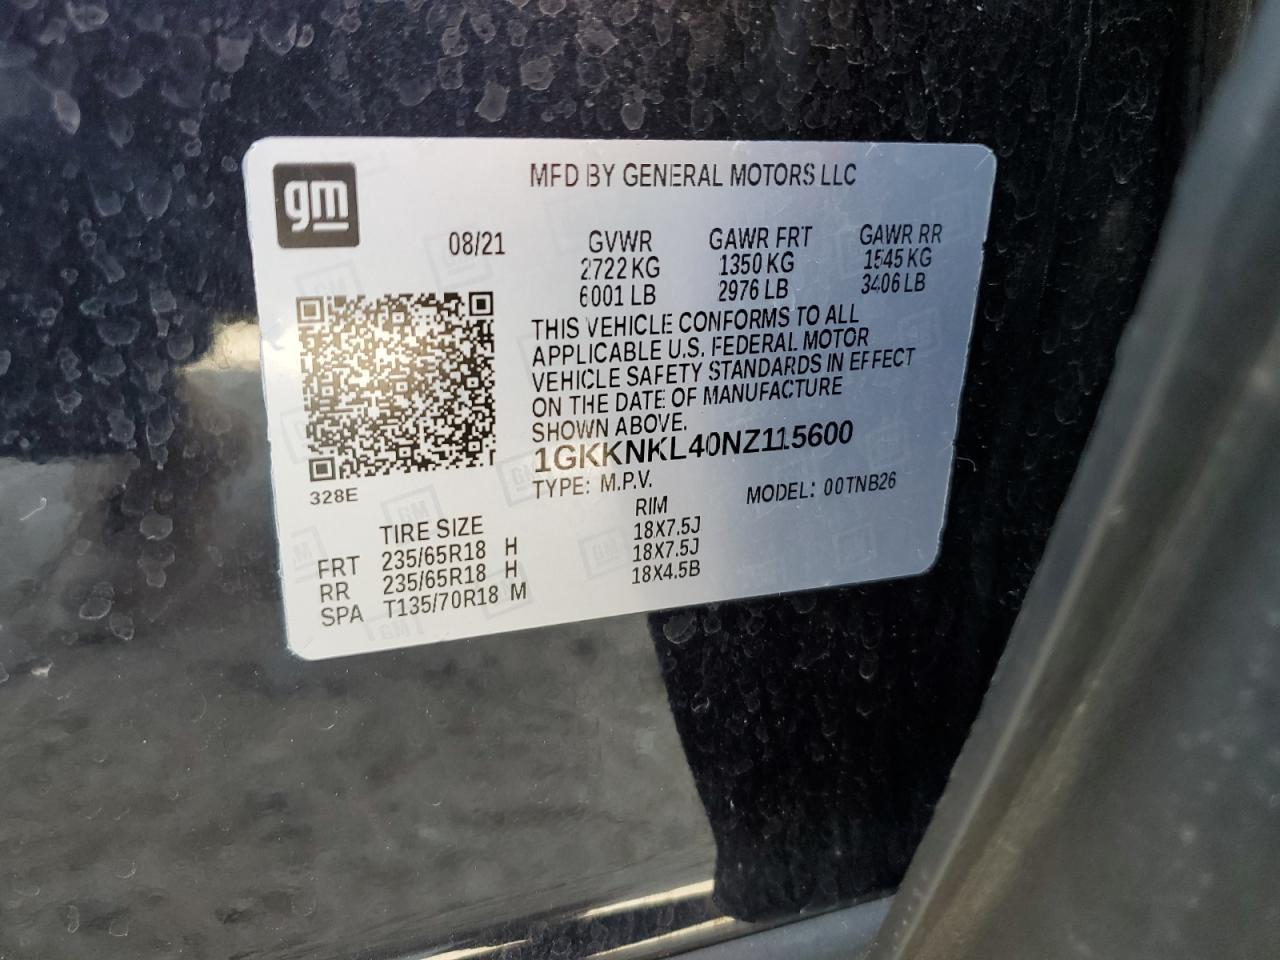 gm
MFD BY GENERAL MOTORS LLC
08/21
GVWR GAWR FRT GAWR RR
2722 KG 1350 KG 1545 KG
6001 LB 2976 LB 3406 LB
THIS VEHICLE CONFORMS TO ALL
APPLICABLE U.S. FEDERAL MOTOR
VEHICLE SAFETY STANDARDS IN EFFECT
ON THE DATE OF MANUFACTURE
SHOWN ABOVE.
1GKKNKL40NZ115600
TYPE: M.P.V. MODEL: 00TNB26
328E
TIRE SIZE RIM
FRT 235/65R18 H 18X7.5J
RR 235/65R18 H 18X7.5J
SPA T135/70R18 M 18X4.5B